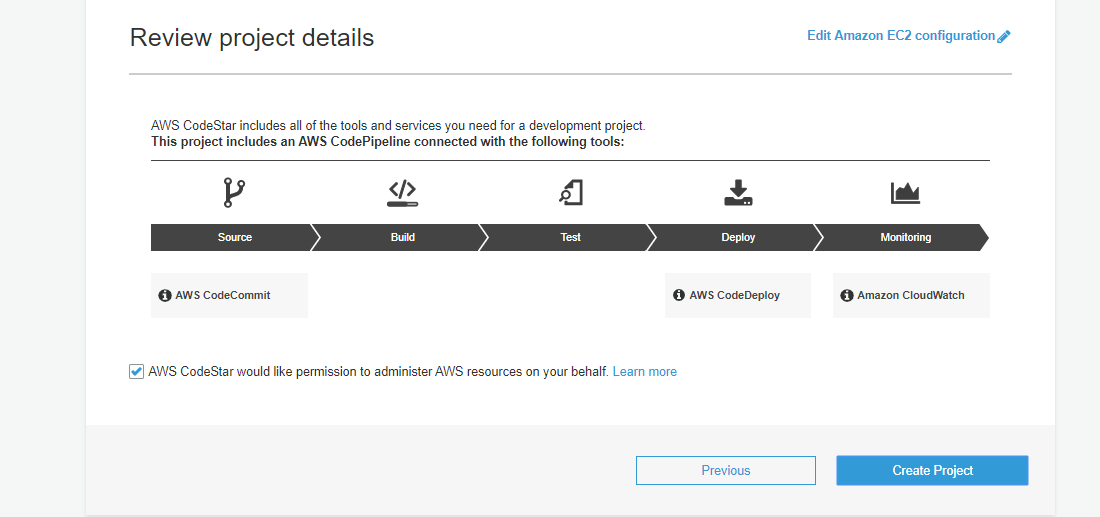 Review project details
Edit Amazon EC2 configuration
AWS CodeStar includes all of the tools and services you need for a development project.
This project includes an AWS CodePipeline connected with the following tools:
Source
Build
Test
Deploy
Monitoring
AWS CodeCommit
AWS CodeDeploy
Amazon CloudWatch
AWS CodeStar would like permission to administer AWS resources on your behalf. Learn more
Previous
Create Project